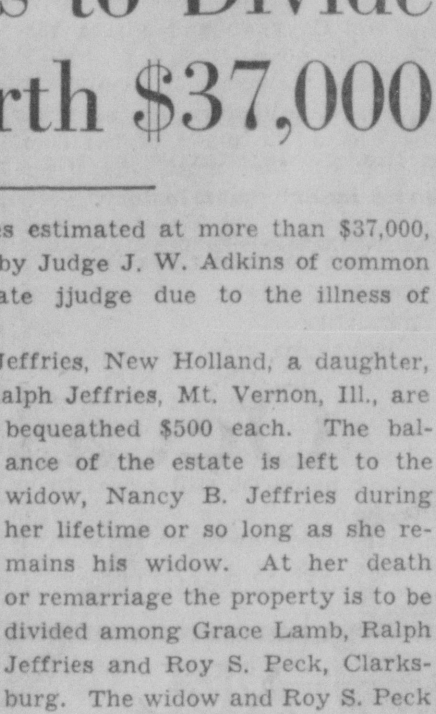 s to Divide
rth $37,000
s estimated at more than $37,000,
by Judge J. W. Adkins of common
ate jjudge due to the illness of
Jeffries, New Holland, a daughter,
alph Jeffries, Mt. Vernon, Ill., are
bequeathed $500 each. The bal-
ance of the estate is left to the
widow, Nancy B. Jeffries during
her lifetime or so long as she re-
mains his widow. At her death
or remarriage the property is to be
divided among Grace Lamb, Ralph
Jeffries and Roy S. Peck, Clarks-
burg. The widow and Roy S. Peck